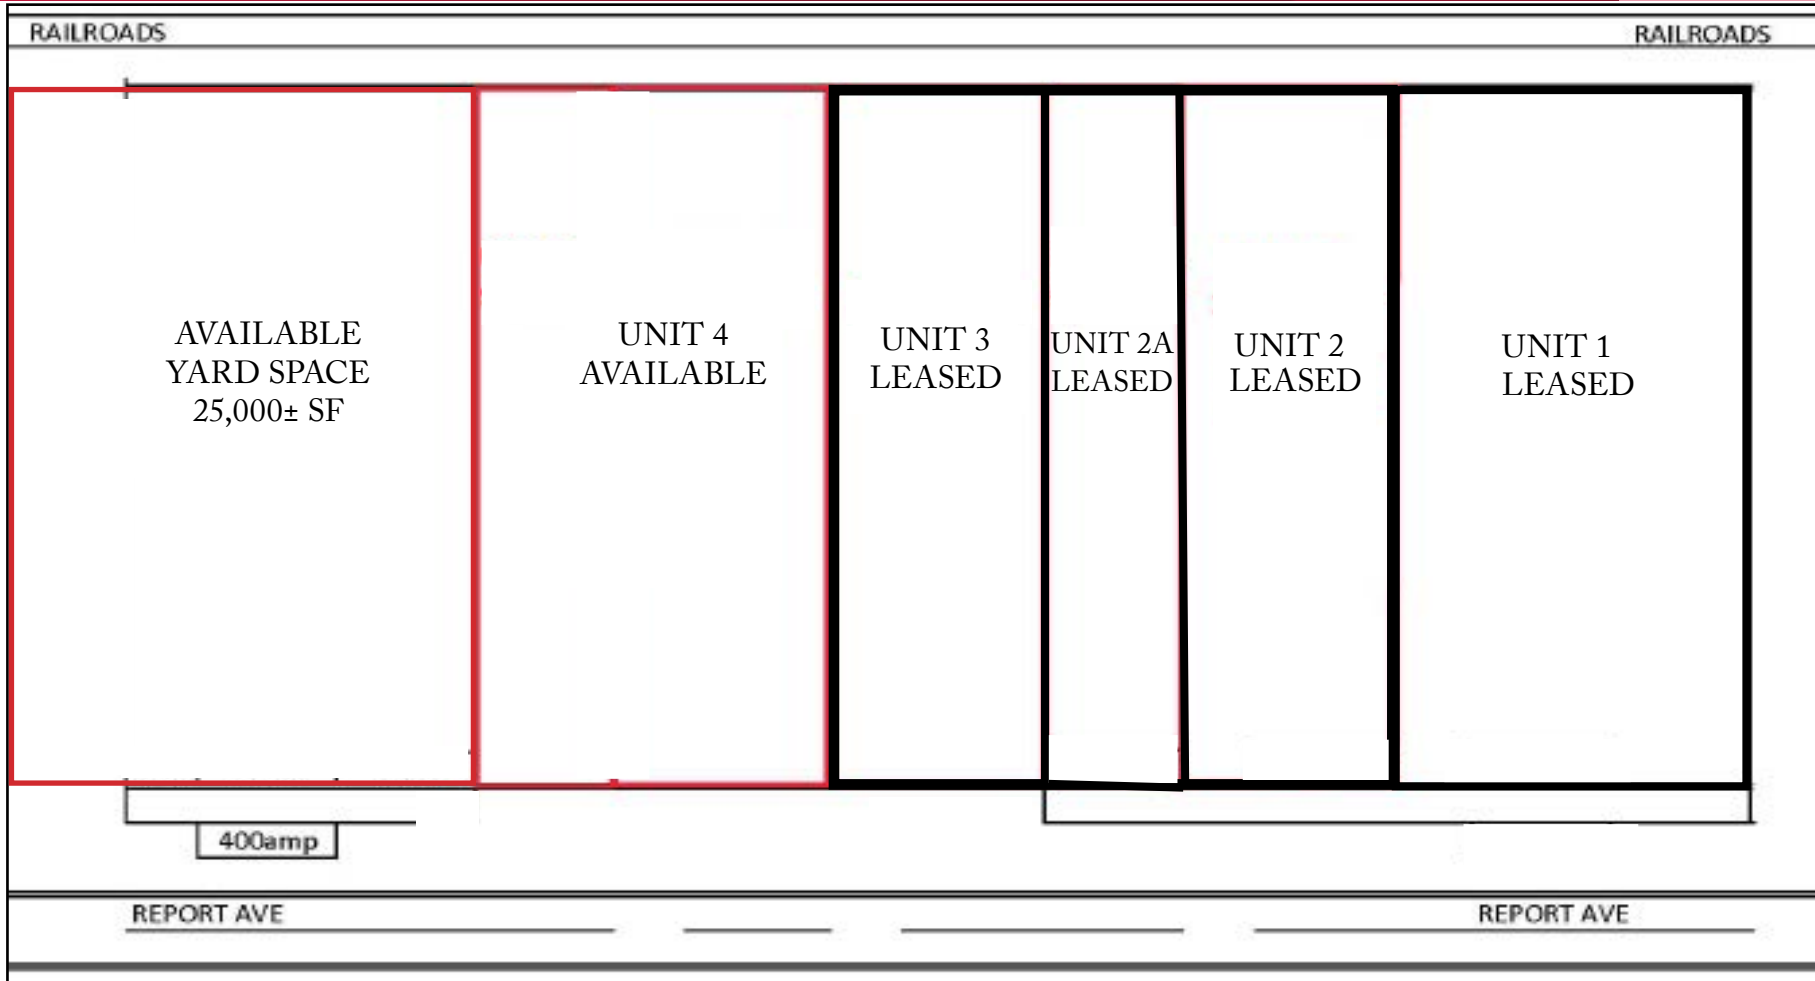 RAILROADS
RAILROADS
AVAILABLE
YARD SPACE
25,000± SF
UNIT 4
AVAILABLE
UNIT 3
LEASED
UNIT 2A
LEASED
UNIT 2
LEASED
UNIT 1
LEASED
400amp
REPORT AVE
REPORT AVE